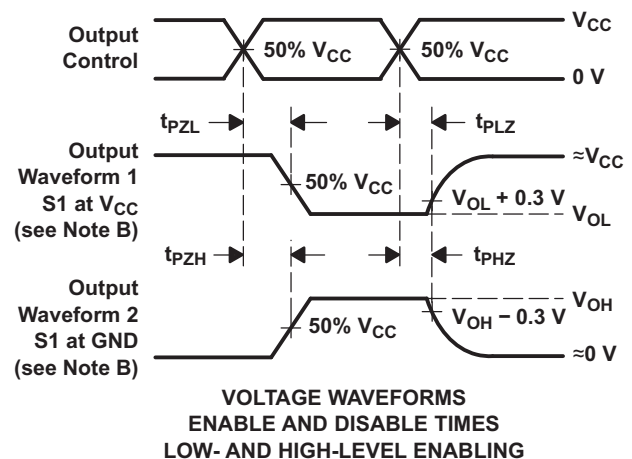 Output
Control
50% VCC
50% VCC
VCC
0 V
tPZL
tPLZ
Output
Waveform 1
S1 at VCC
(see Note B)
50% VCC
≈VCC
VOL + 0.3 V
VOL
tPZH
tPHZ
Output
Waveform 2
S1 at GND
(see Note B)
50% VCC
VOH
VOH − 0.3 V
≈0 V
VOLTAGE WAVEFORMS
ENABLE AND DISABLE TIMES
LOW- AND HIGH-LEVEL ENABLING